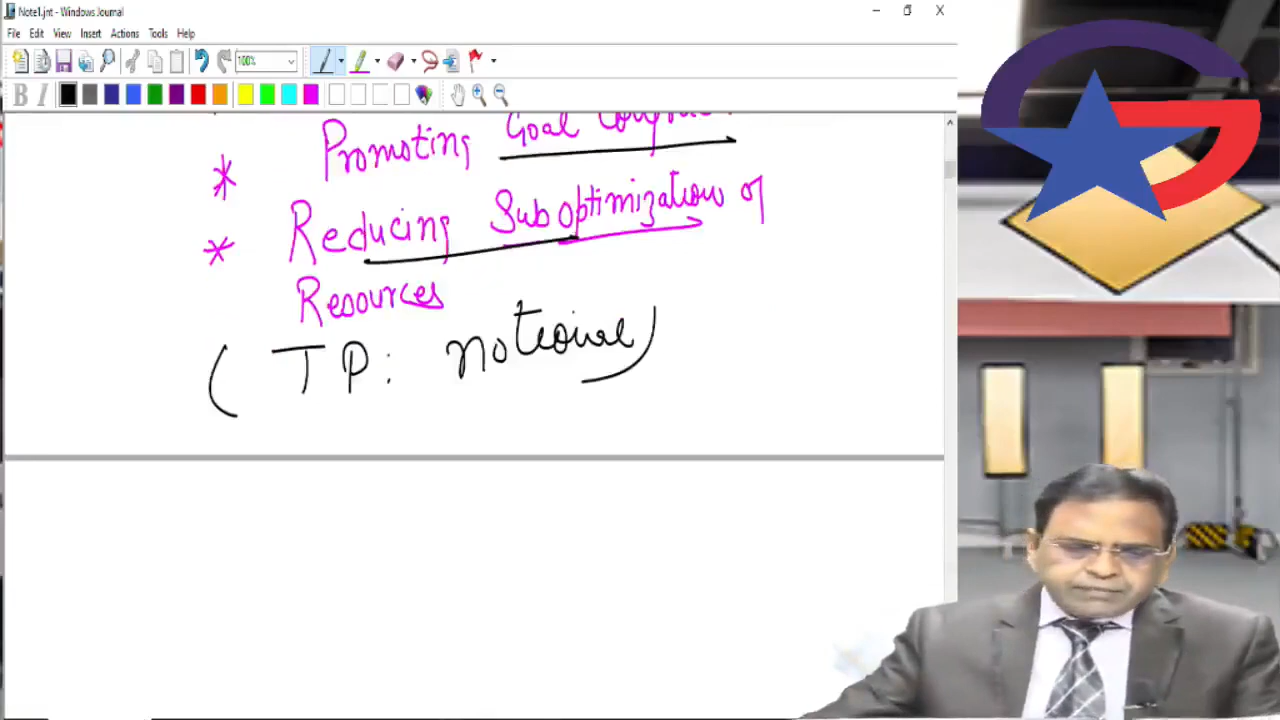 Note1.jnt - Windows Journal
File Edit View Insert Actions Tools Help
100%
B I
* Promoting Goal
* Reducing Suboptimization of
Resources
( TP: notional)